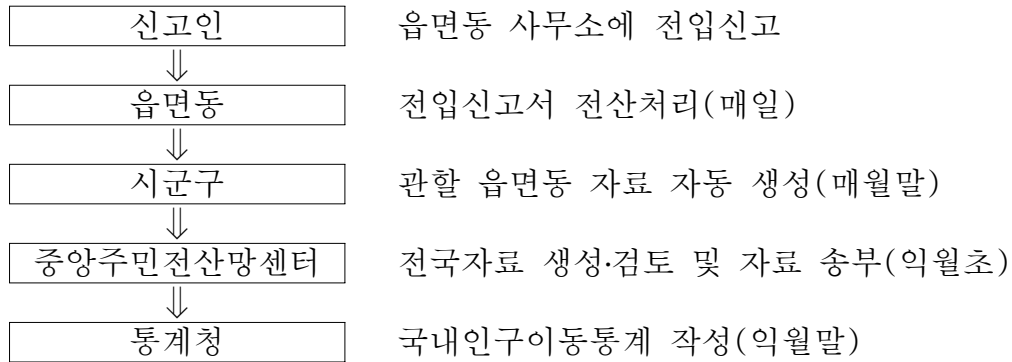 신고인 읍면동 사무소에 전입신고
⇓
읍면동 전입신고서 전산처리(매일)
⇓
시군구 관할 읍면동 자료 자동 생성(매월말)
⇓
중앙주민전산망센터 전국자료 생성·검토 및 자료 송부(익월초)
⇓
통계청 국내인구이동통계 작성(익월말)